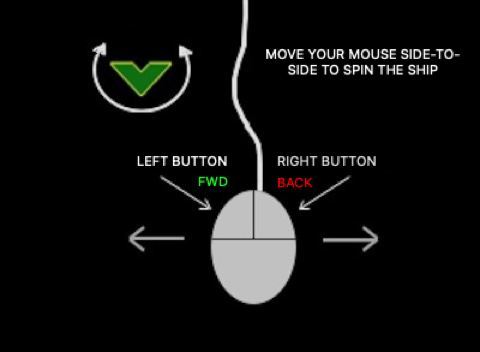 MOVE YOUR MOUSE SIDE-TO-
SIDE TO SPIN THE SHIP
LEFT BUTTON
RIGHT BUTTON
FWD
BACK